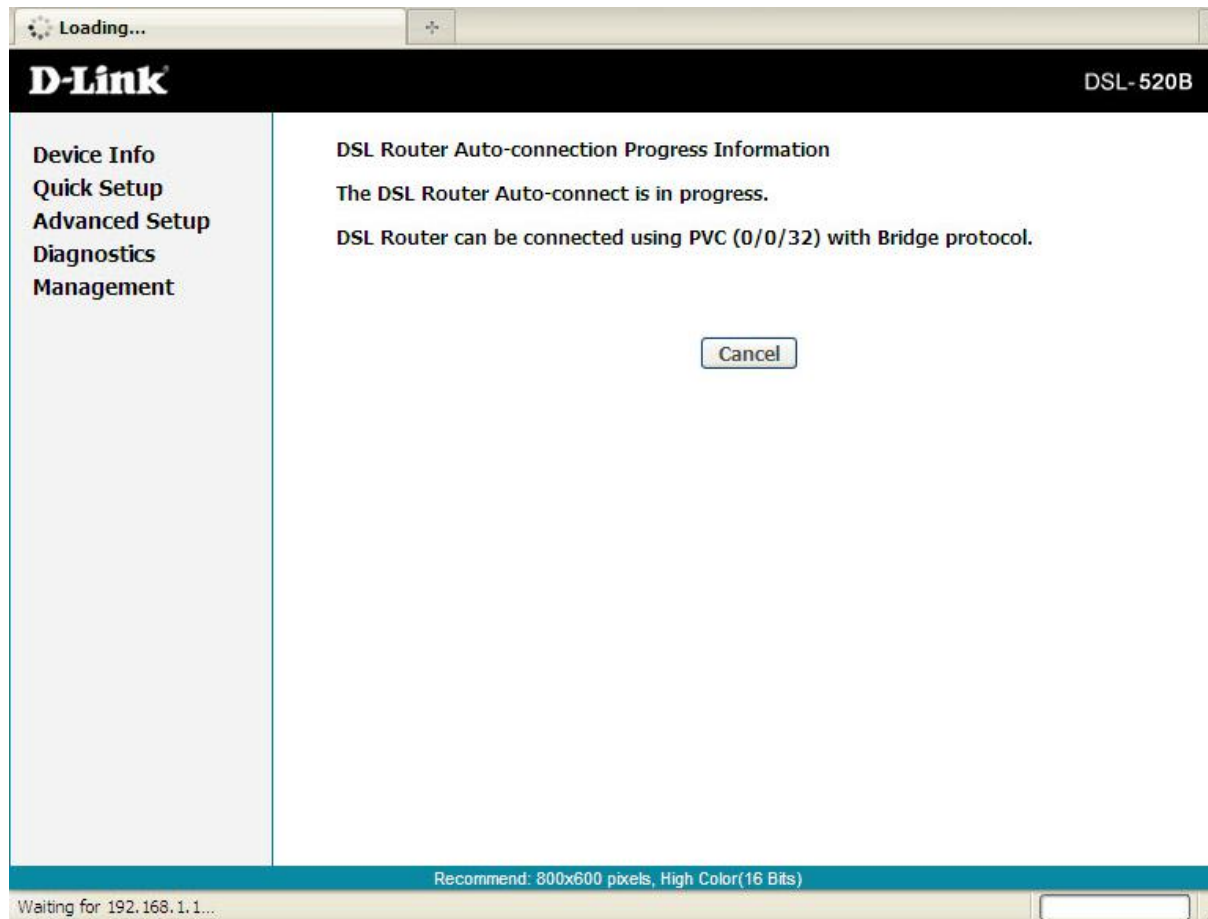 Loading...
D-Link
DSL-520B
Device Info
Quick Setup
Advanced Setup
Diagnostics
Management
DSL Router Auto-connection Progress Information
The DSL Router Auto-connect is in progress.
DSL Router can be connected using PVC (0/0/32) with Bridge protocol.
Cancel
Recommend: 800x600 pixels, High Color(16 Bits)
Waiting for 192.168.1.1...